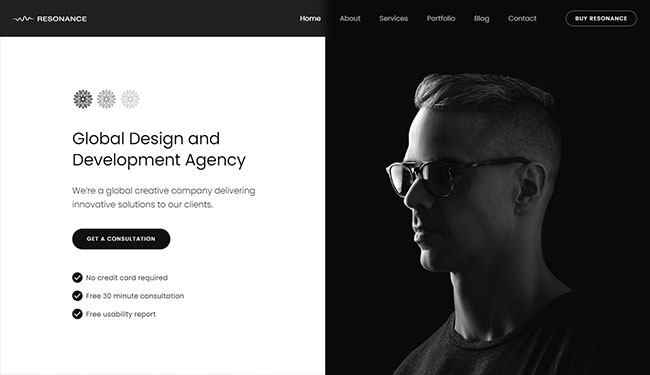 RESONANCE
Home About Services Portfolio Blog Contact BUY RESONANCE
Global Design and
Development Agency
We're a global creative company delivering
innovative solutions to our clients.
GET A CONSULTATION
No credit card required
Free 30 minute consultation
Free usability report